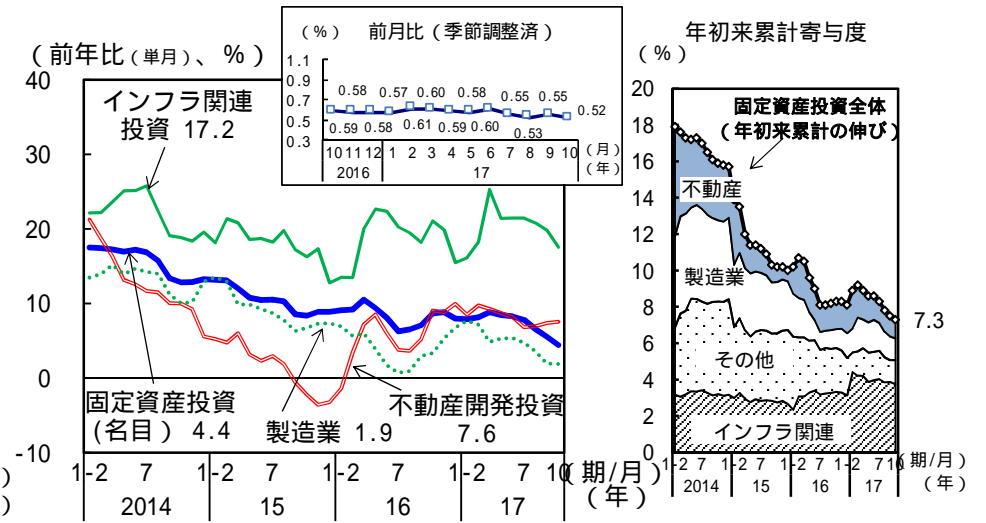 （前年比（単月）、％）
40
30
20
10
0
-10
インフラ関連
投資 17.2
固定資産投資
(名目) 4.4
製造業 1.9
不動産開発投資
7.6
1-2 7 1-2 7 1-2 7 1-2 7 10
(期/月)
2014 15 16 17
（年）
)
)
（％） 前月比（季節調整済）
1.1
0.9
0.7
0.5
0.3
0.58 0.57 0.60 0.58 0.55 0.55 0.52
0.59 0.58 0.61 0.59 0.60 0.53
10 11 12 1 2 3 4 5 6 7 8 9 10 （月）
2016 17 （年）
年初来累計寄与度
（％）
20
18
16
14
12
10
8
6
4
2
0
固定資産投資全体
（年初来累計の伸び）
不動産
製造業
その他
インフラ関連
7.3
1-2 7 1-2 7 1-2 7 1-2 7 10
(期/月)
2014 15 16 17
（年）